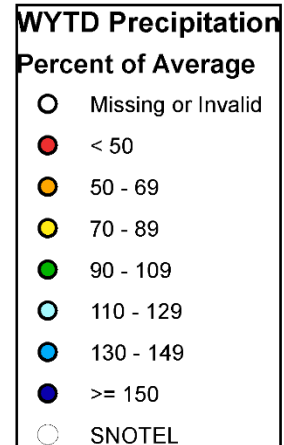 WYTD Precipitation
Percent of Average
Missing or Invalid
< 50
50 - 69
70 - 89
90 - 109
110 - 129
130 - 149
>= 150
SNOTEL